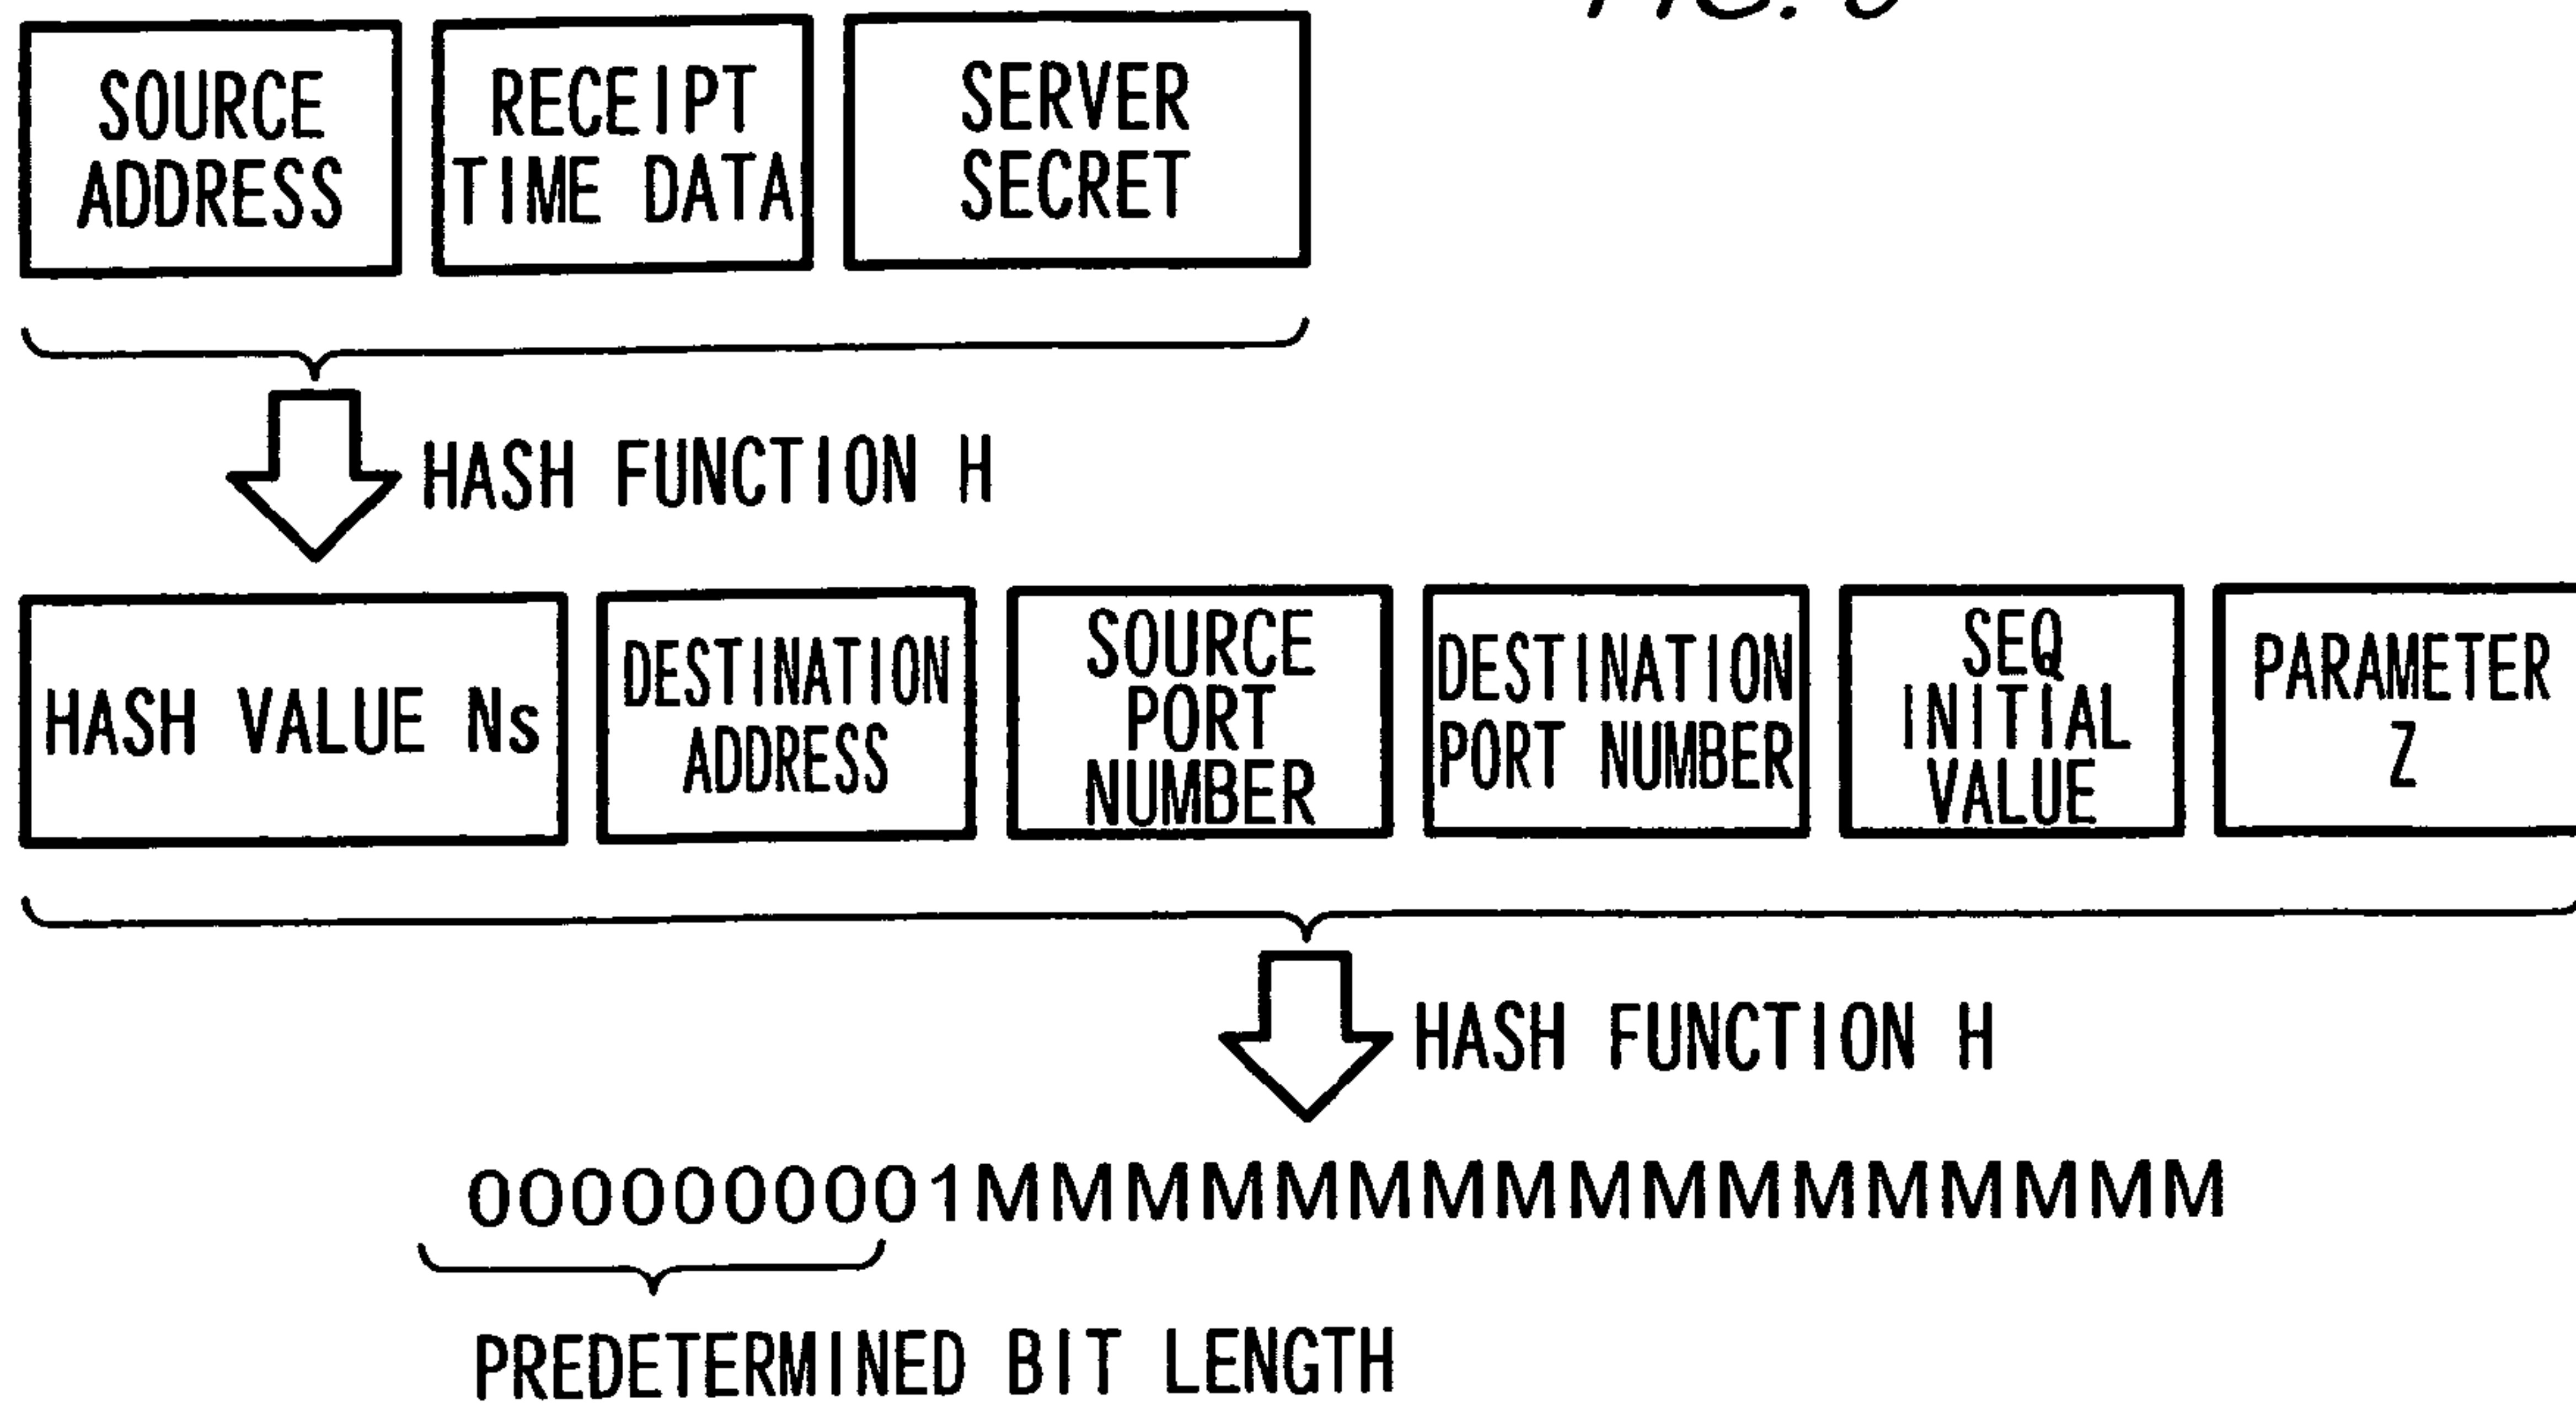 FIG.
SOURCE
ADDRESS
RECEIPT
TIME DATA
SERVER
SECRET
HASH FUNCTION H
HASH VALUE Ns
DESTINATION
ADDRESS
SOURCE
PORT
NUMBER
DESTINATION
PORT NUMBER
SEQ
INITIAL
VALUE
PARAMETER
Z
HASH FUNCTION H
0000000001MMMMMMMMMMMMMMMMM
PREDETERMINED BIT LENGTH